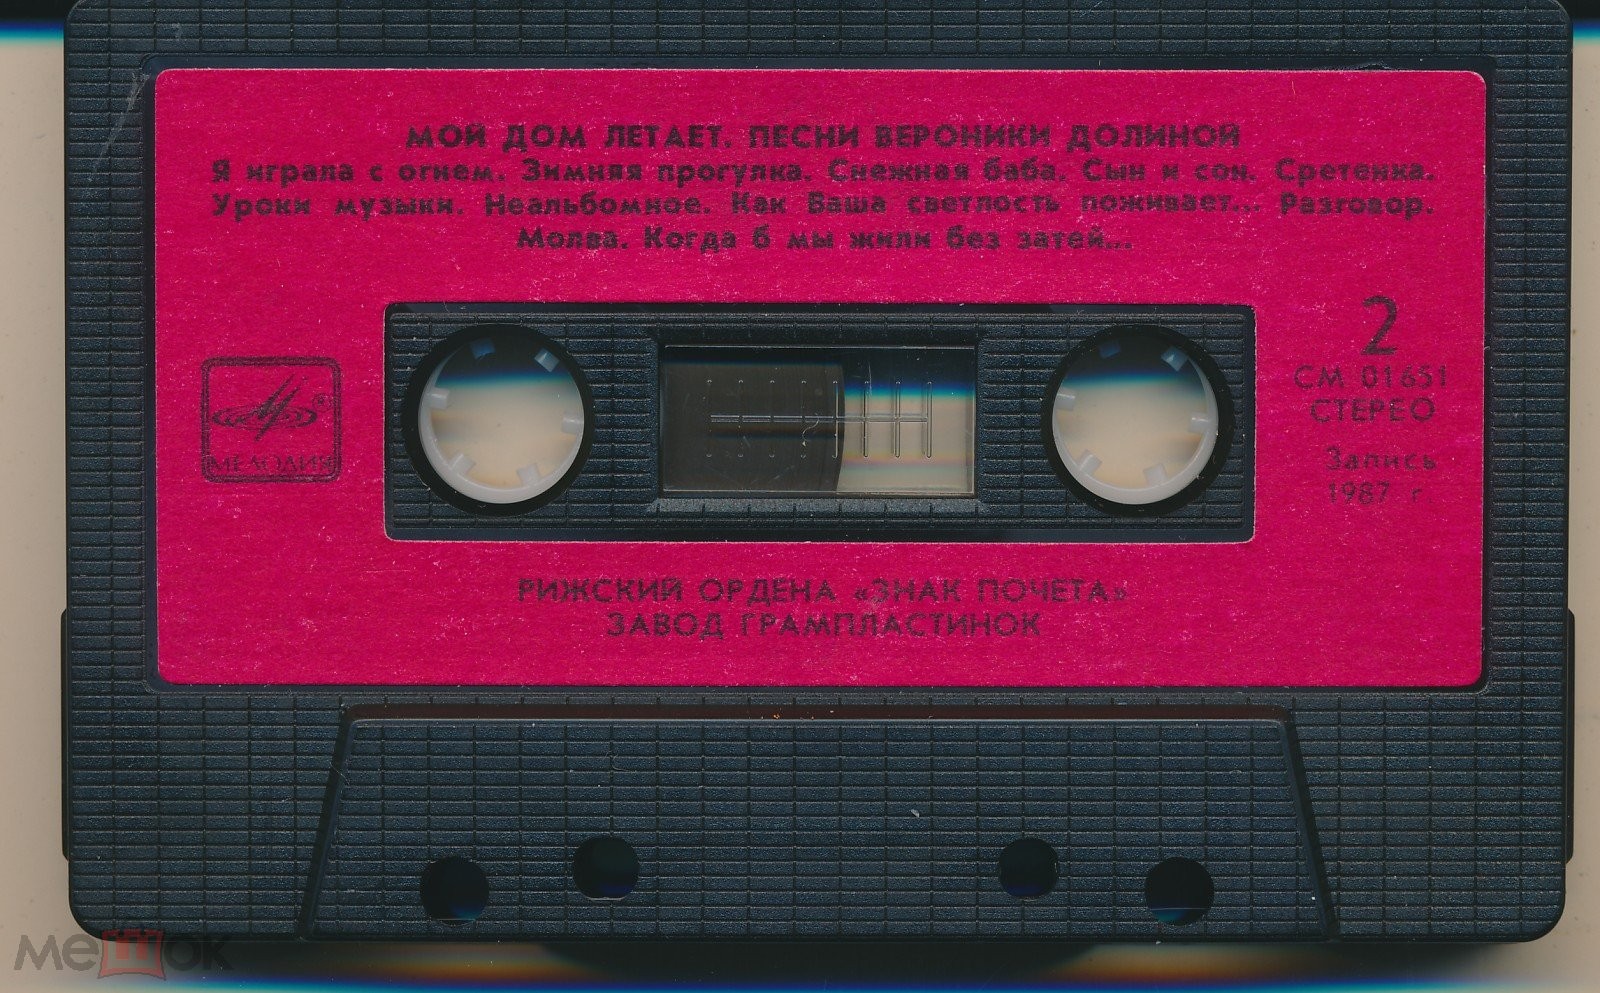 МОЙ ДОМ ЛЕТАЕТ. ПЕСНИ ВЕРОНИКИ ДОЛИНОЙ
Я играла с огнем. Зимняя прогулка. Снежная баба. Сын и сон. Сретенка.
Уроки музыки. Неальбомное. Как Ваша светлость поживает... Разговор.
Молва. Когда б мы жили без затей...
2
СМ 01651
СТЕРЕО
Запись
1987 г.
МЕЛОДИЯ
РИЖСКИЙ ОРДЕНА «ЗНАК ПОЧЕТА»
ЗАВОД ГРАМПЛАСТИНОК
мешок